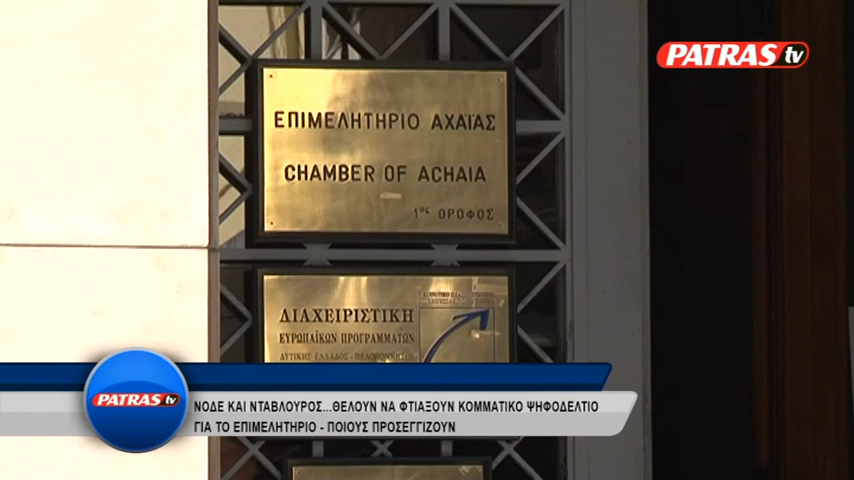 PATRAS tv
ΕΠΙΜΕΛΗΤΗΡΙΟ ΑΧΑΪΑΣ
CHAMBER OF ACHAIA
1ος ΟΡΟΦΟΣ
ΔΙΑΧΕΙΡΙΣΤΙΚΗ
ΕΥΡΩΠΑΪΚΩΝ ΠΡΟΓΡΑΜΜΑΤΩΝ
ΔΥΤΙΚΗΣ ΕΛΛΑΔΟΣ - ΠΕΛΟΠΟΝΝΗΣΟΥ
PATRAS tv
ΝΟΔΕ ΚΑΙ ΝΤΑΒΛΟΥΡΟΣ...ΘΕΛΟΥΝ ΝΑ ΦΤΙΑΞΟΥΝ ΚΟΜΜΑΤΙΚΟ ΨΗΦΟΔΕΛΤΙΟ
ΓΙΑ ΤΟ ΕΠΙΜΕΛΗΤΗΡΙΟ - ΠΟΙΟΥΣ ΠΡΟΣΕΓΓΙΖΟΥΝ